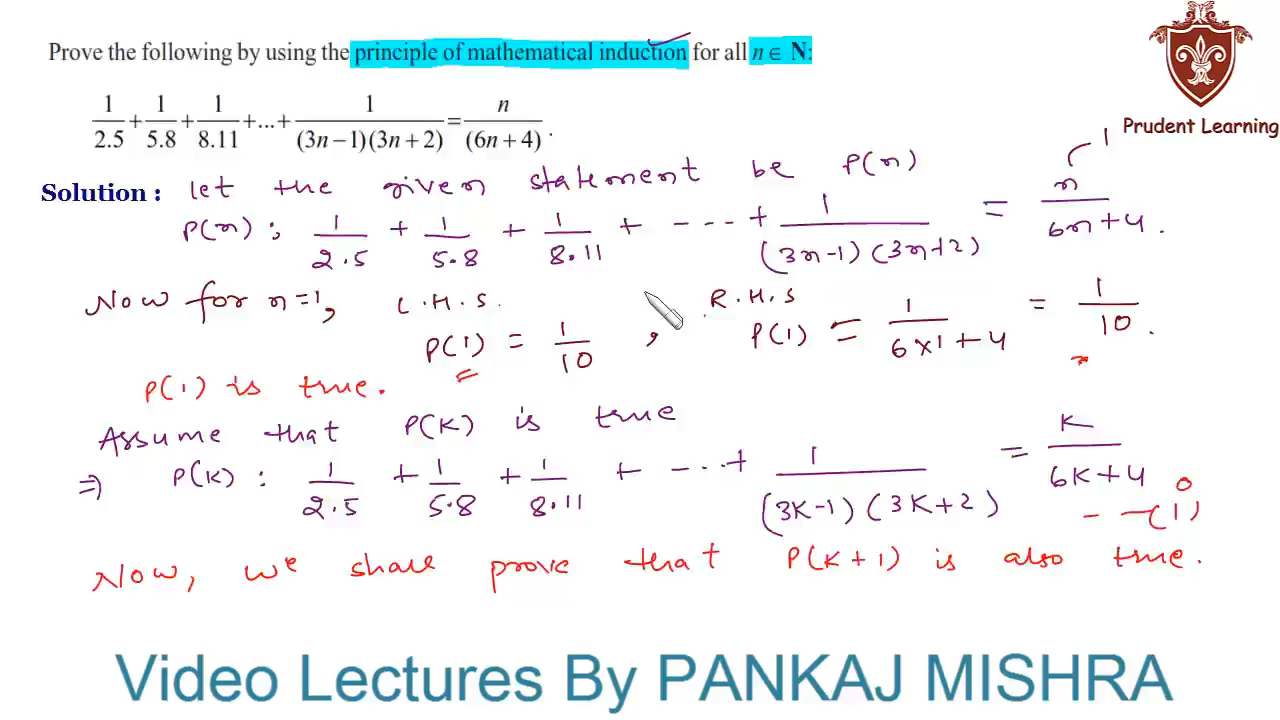 Prove the following by using the principle of mathematical induction for all n ∈ N:
1/2.5 + 1/5.8 + 1/8.11 + ... + 1/(3n−1)(3n+2) = n/(6n+4) .
Prudent Learning
Solution : let the given statement be P(n)
P(n) ; 1/2.5 + 1/5.8 + 1/8.11 + ---- + 1/(3n-1)(3n+2) = n/6n+4 .
1
Now for n=1, L.H.S. P(1) = 1/10 , R.H.S P(1) = 1/6x1+4 = 1/10 .
P(1) is true.
Assume that P(K) is true
⇒ P(K) : 1/2.5 + 1/5.8 + 1/8.11 + ---- + 1/(3K-1)(3K+2) = K/6K+4 --(1)
Now, we shall prove that P(K+1) is also true.
Video Lectures By PANKAJ MISHRA